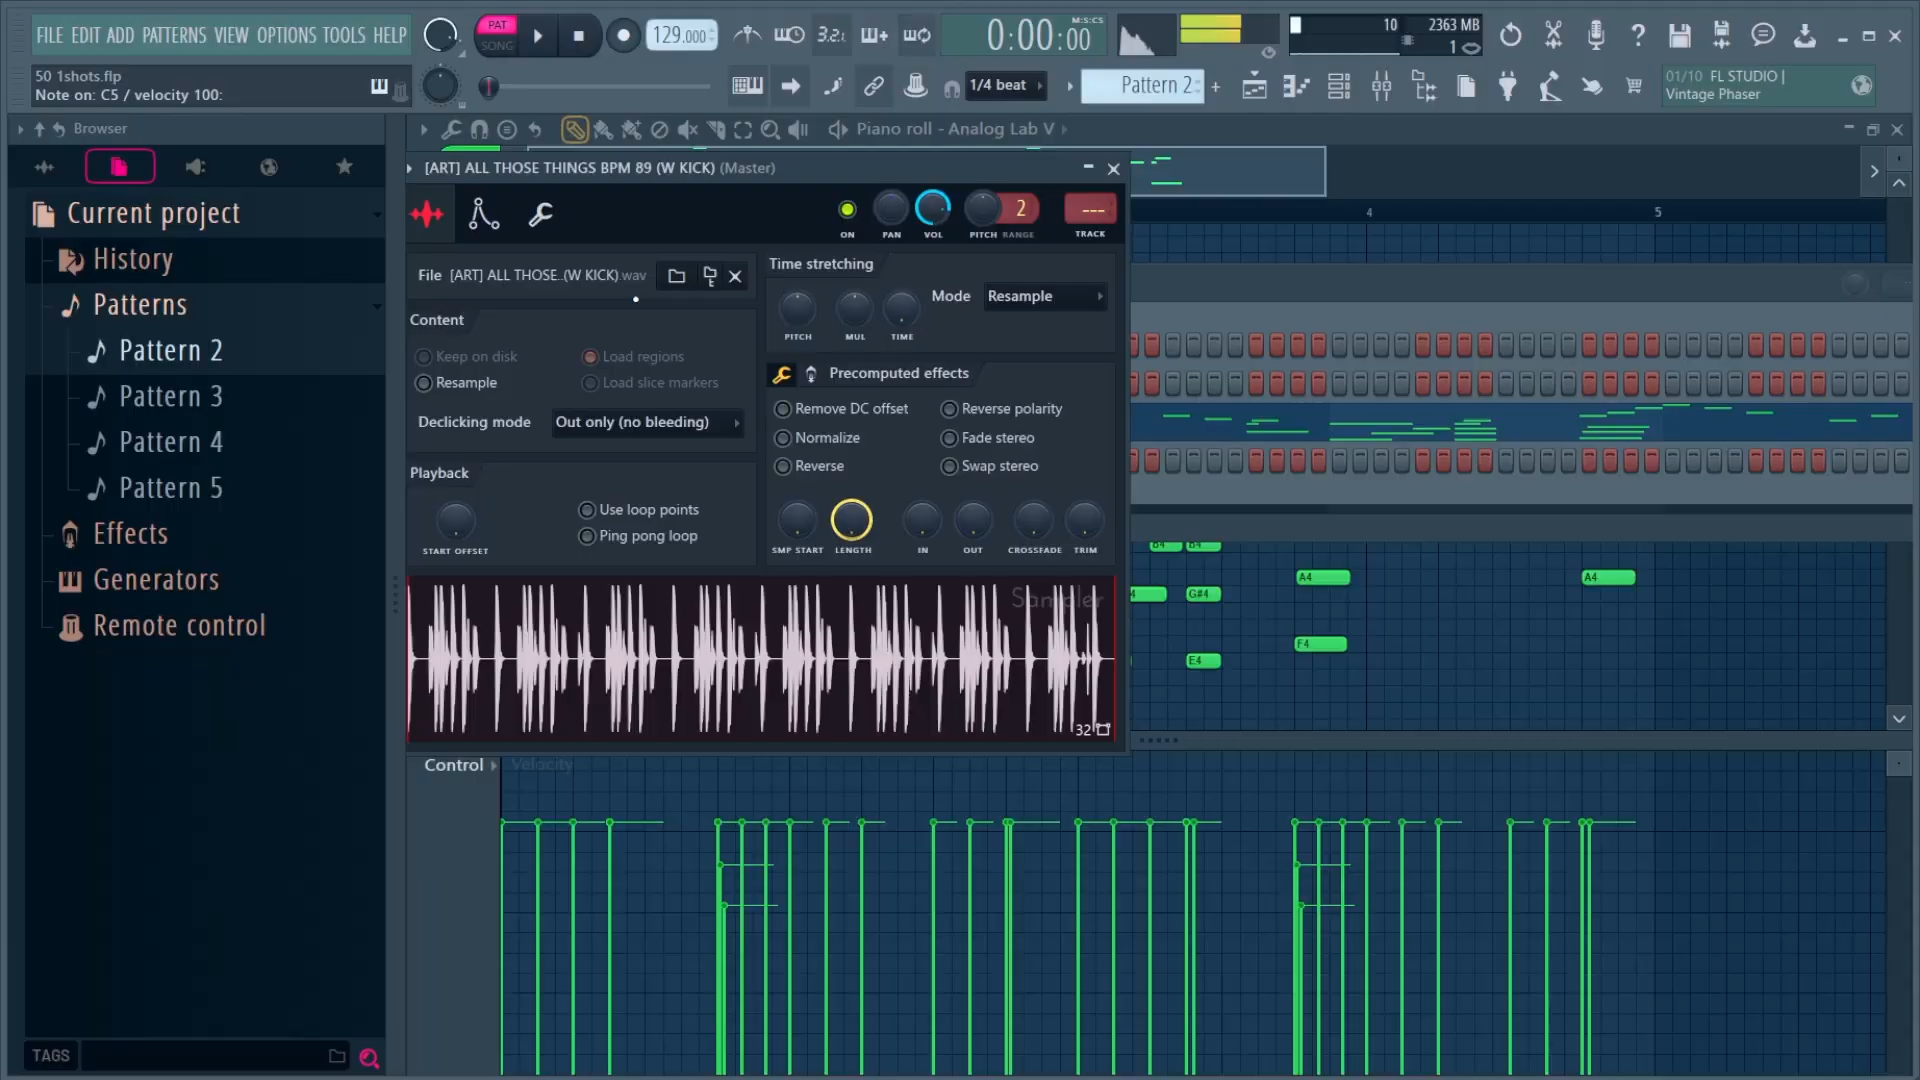 FILE EDIT ADD PATTERNS VIEW OPTIONS TOOLS HELP
PAT
SONG
129.000
3.2.
0:00:00
M:S:CS
10
2363 MB
1
50 1shots.flp
Note on: C5 / velocity 100:
1/4 beat
Pattern 2
01/10 FL STUDIO |
Vintage Phaser
Browser
Piano roll - Analog Lab V
Current project
History
Patterns
Pattern 2
Pattern 3
Pattern 4
Pattern 5
Effects
Generators
Remote control
TAGS
[ART] ALL THOSE THINGS BPM 89 (W KICK) (Master)
ON
PAN
VOL
PITCH
RANGE
2
---
TRACK
File [ART] ALL THOSE..(W KICK).wav
Content
Keep on disk
Load regions
Resample
Load slice markers
Declicking mode
Out only (no bleeding)
Playback
START OFFSET
Use loop points
Ping pong loop
Time stretching
PITCH
MUL
TIME
Mode
Resample
Precomputed effects
Remove DC offset
Reverse polarity
Normalize
Fade stereo
Reverse
Swap stereo
SMP START
LENGTH
IN
OUT
CROSSFADE
TRIM
Sampler
32
4
5
B4
B4
G#4
E4
A4
F4
A4
Control
Velocity